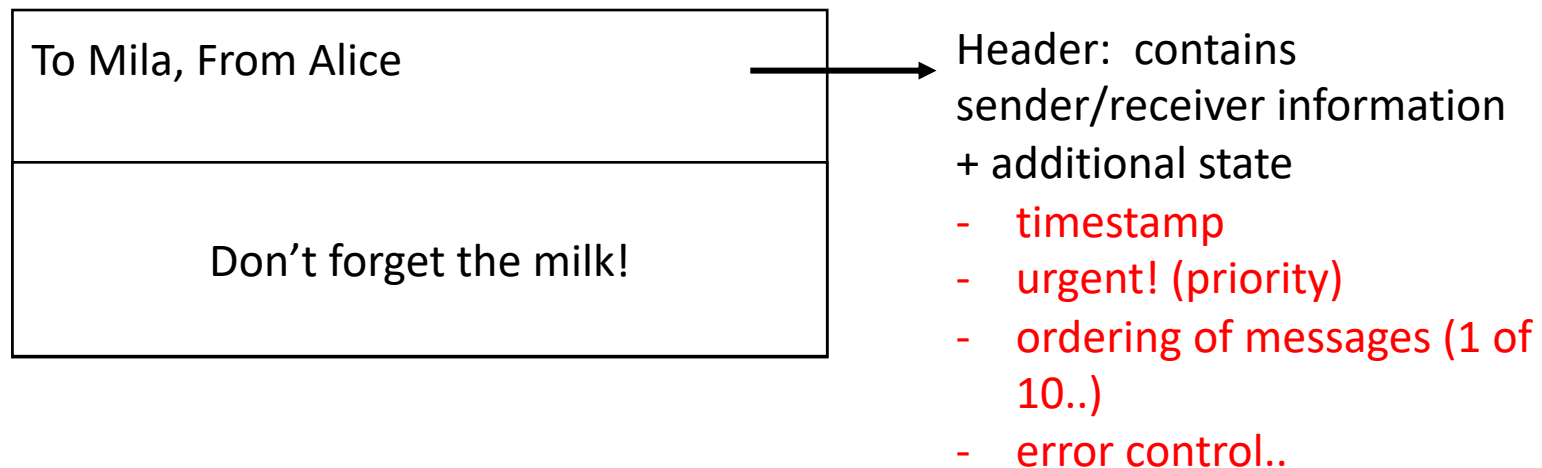 To Mila, From Alice
Don’t forget the milk!
Header:  contains
sender/receiver information
+ additional state
- timestamp
- urgent! (priority)
- ordering of messages (1 of
10..)
- error control..